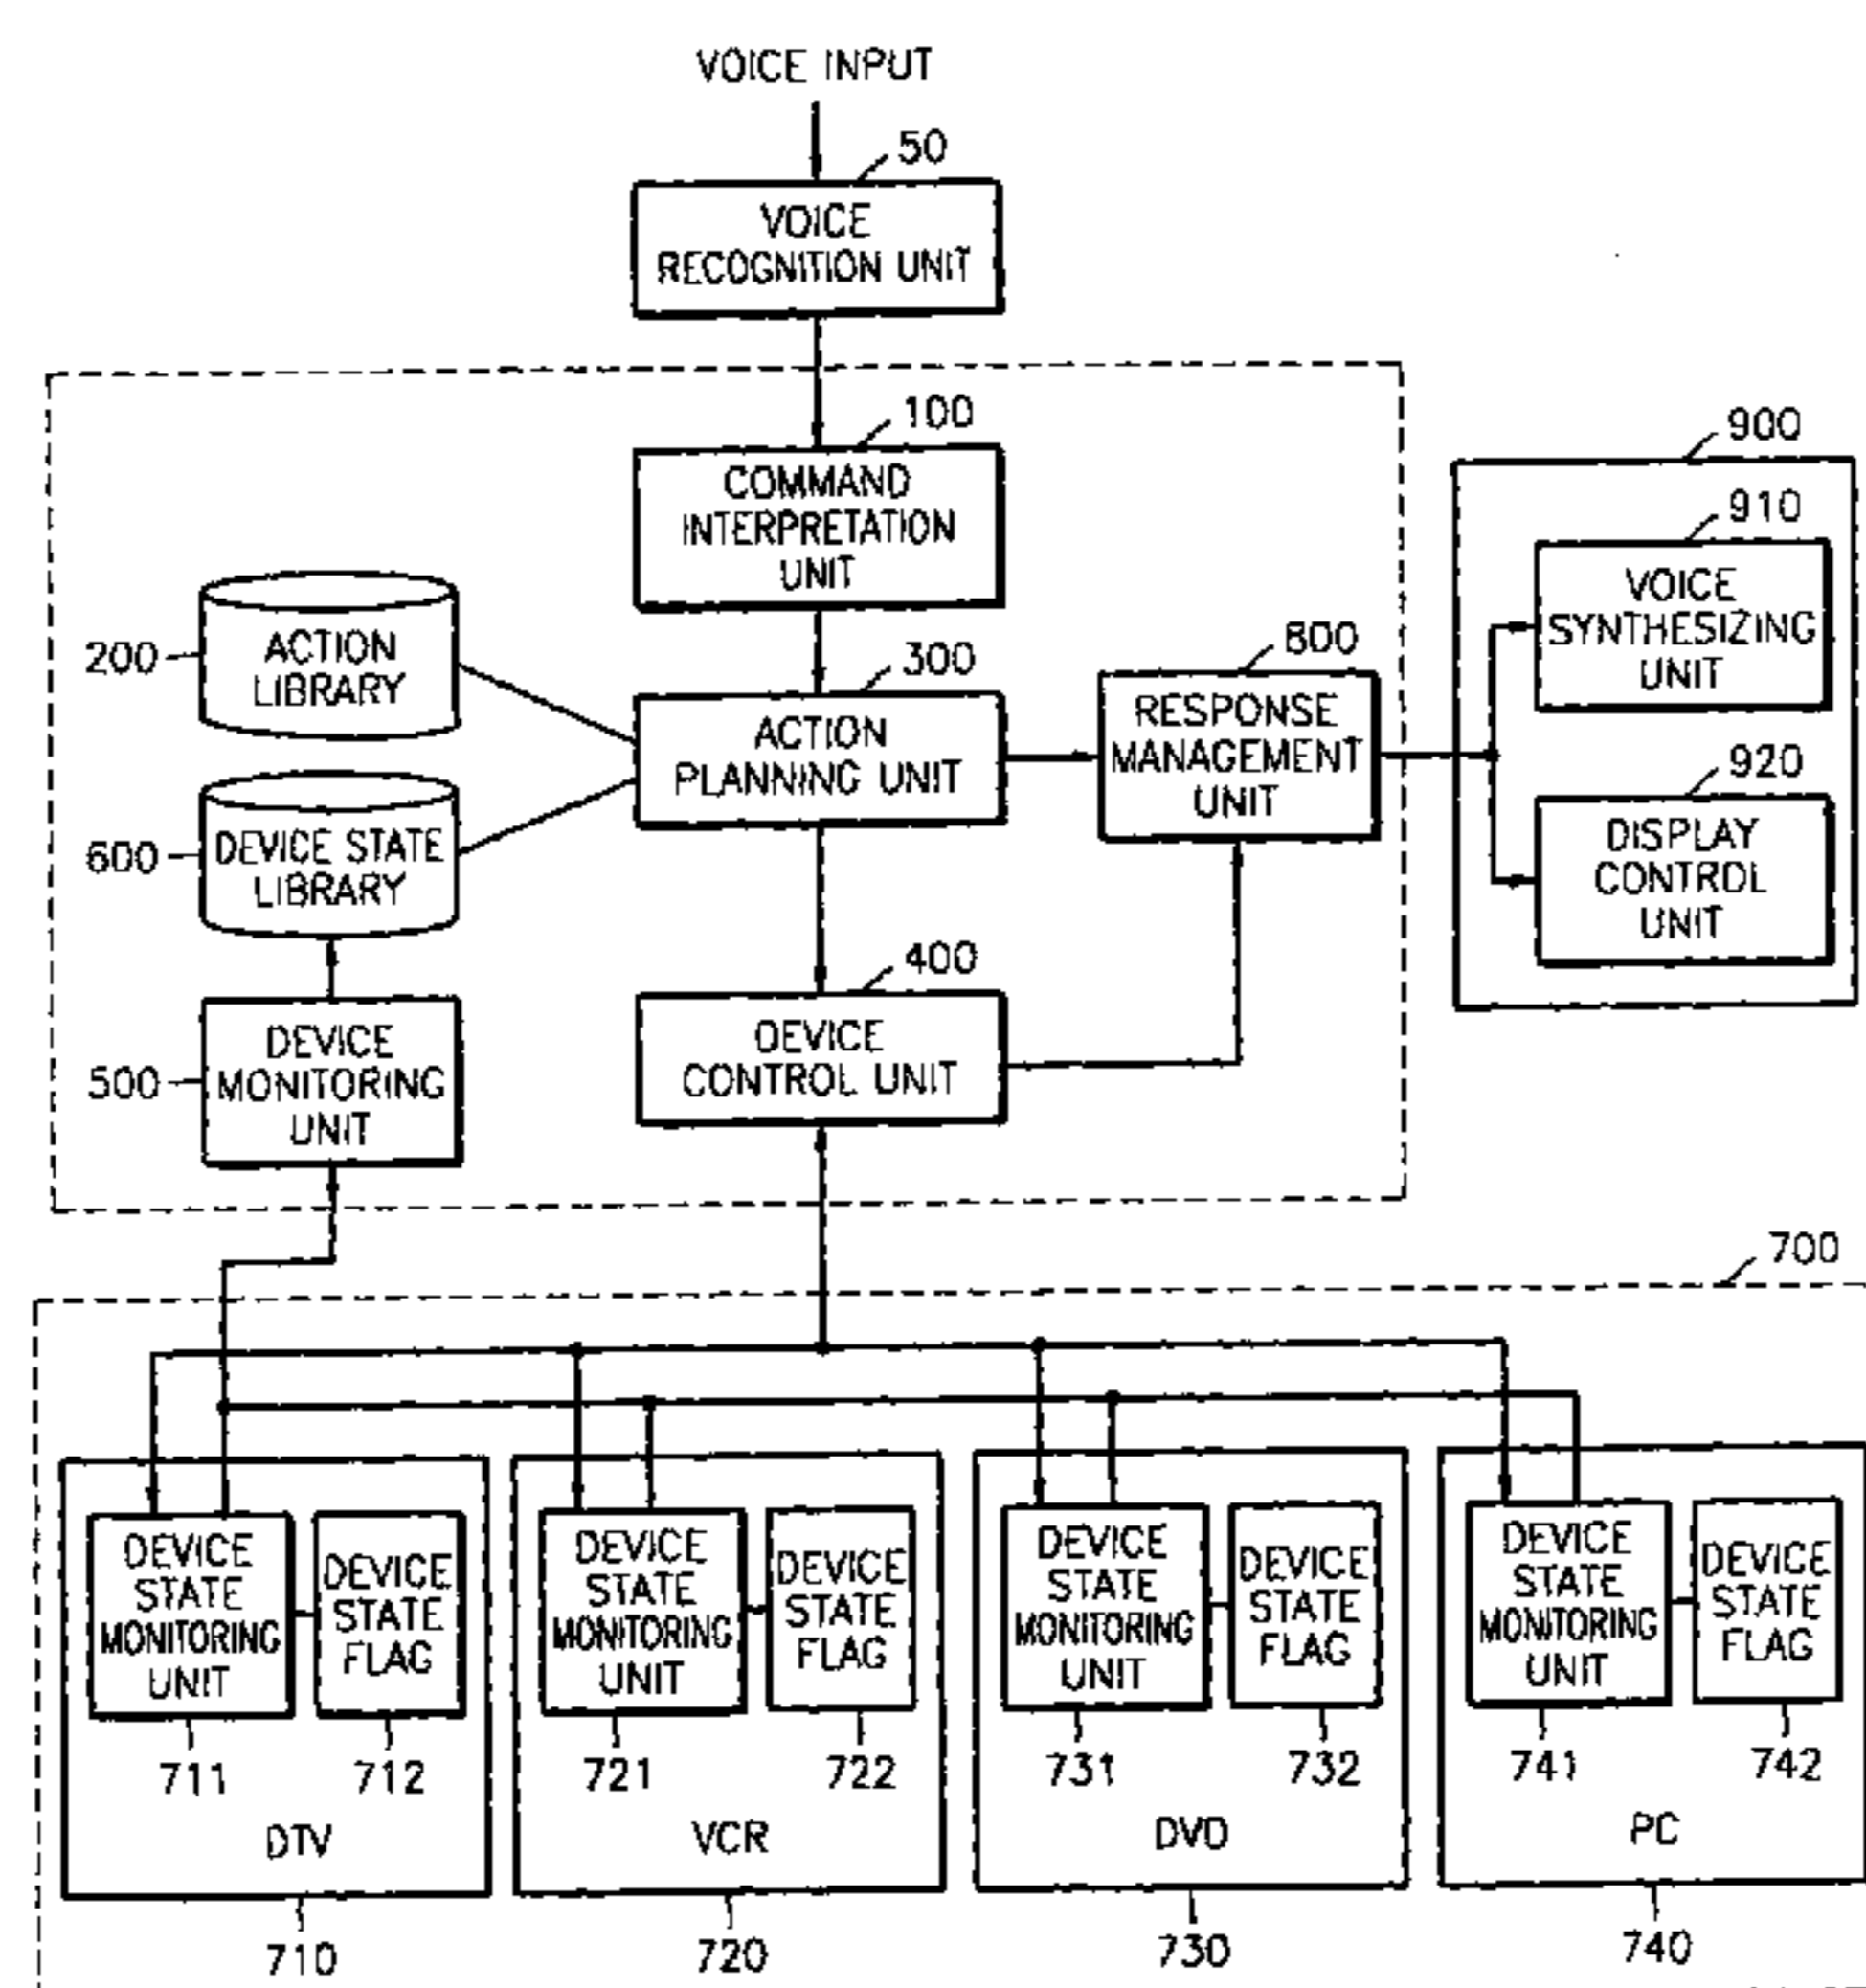 VOICE INPUT
50
VOICE
RECOGNITION UNIT
100
COMMAND
INTERPRETATION
UNIT
200
ACTION
LIBRARY
300
ACTION
PLANNING UNIT
800
RESPONSE
MANAGEMENT
UNIT
900
910
VOICE
SYNTHESIZING
UNIT
920
DISPLAY
CONTROL
UNIT
600
DEVICE STATE
LIBRARY
400
DEVICE
CONTROL UNIT
500
DEVICE
MONITORING
UNIT
700
DEVICE
STATE
MONITORING
UNIT
DEVICE
STATE
FLAG
711
712
DTV
710
DEVICE
STATE
MONITORING
UNIT
DEVICE
STATE
FLAG
721
722
VCR
720
DEVICE
STATE
MONITORING
UNIT
DEVICE
STATE
FLAG
731
732
DVD
730
DEVICE
STATE
MONITORING
UNIT
DEVICE
STATE
FLAG
741
742
PC
740